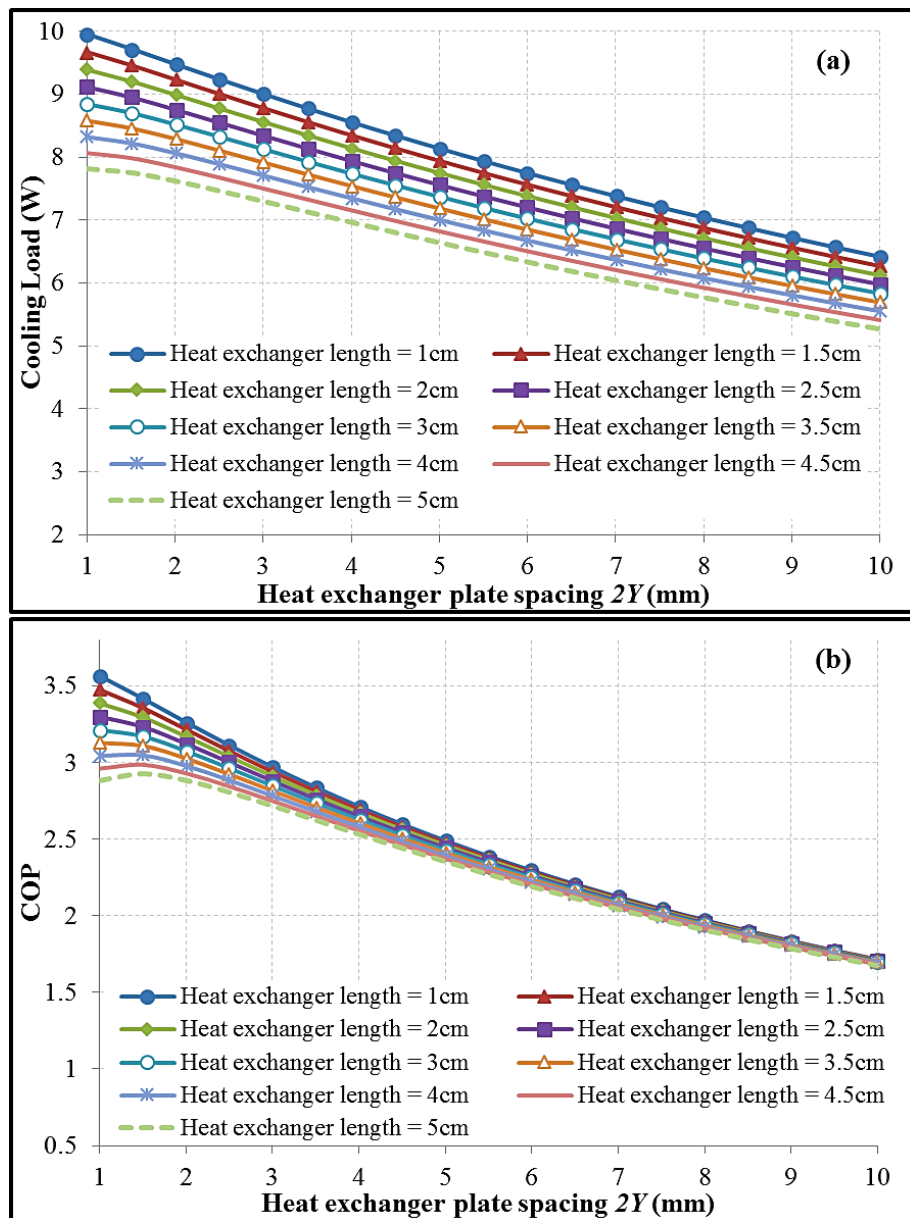 (a)
Cooling Load (W)
10
9
8
7
6
5
4
3
2
Heat exchanger length = 1cm
Heat exchanger length = 1.5cm
Heat exchanger length = 2cm
Heat exchanger length = 2.5cm
Heat exchanger length = 3cm
Heat exchanger length = 3.5cm
Heat exchanger length = 4cm
Heat exchanger length = 4.5cm
Heat exchanger length = 5cm
1 2 3 4 5 6 7 8 9 10
Heat exchanger plate spacing 2Y (mm)
(b)
COP
3.5
3
2.5
2
1.5
1
0.5
Heat exchanger length = 1cm
Heat exchanger length = 1.5cm
Heat exchanger length = 2cm
Heat exchanger length = 2.5cm
Heat exchanger length = 3cm
Heat exchanger length = 3.5cm
Heat exchanger length = 4cm
Heat exchanger length = 4.5cm
Heat exchanger length = 5cm
1 2 3 4 5 6 7 8 9 10
Heat exchanger plate spacing 2Y (mm)